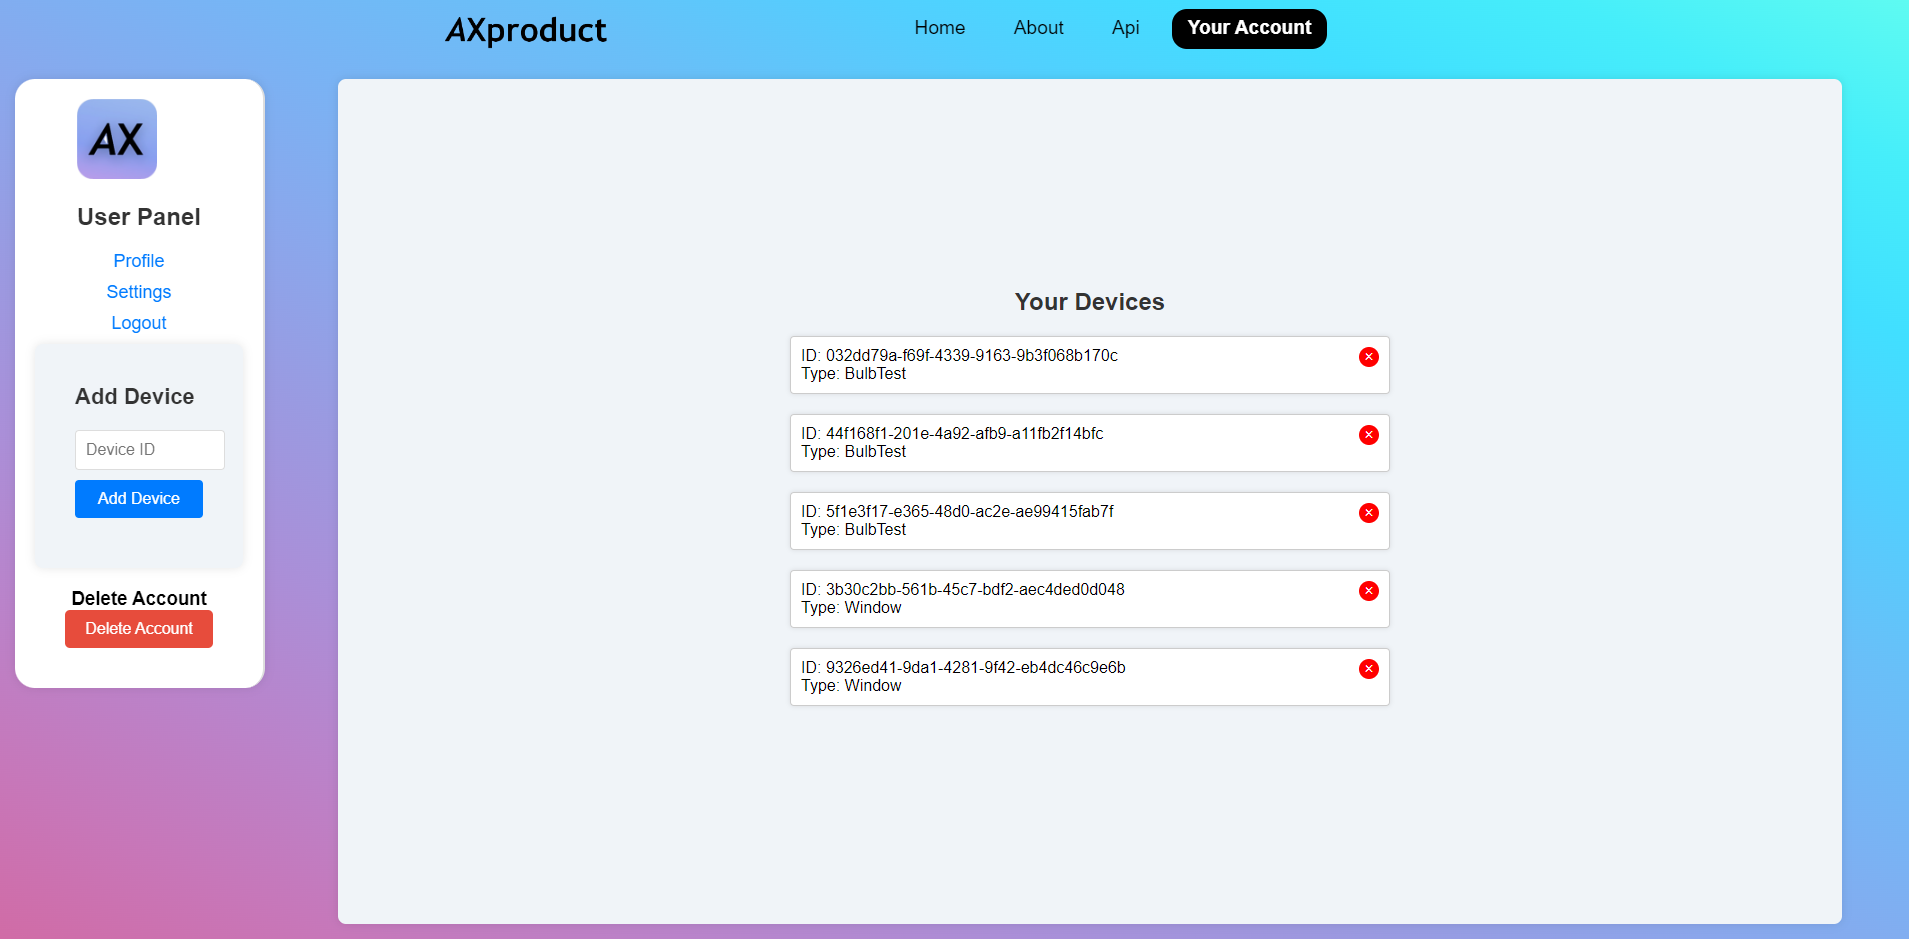 AXproduct
Home
About
Api
Your Account
AX
User Panel
Profile
Settings
Logout
Add Device
Device ID
Add Device
Delete Account
Delete Account
Your Devices
ID: 032dd79a-f69f-4339-9163-9b3f068b170c
Type: BulbTest
ID: 44f168f1-201e-4a92-afb9-a11fb2f14bfc
Type: BulbTest
ID: 5f1e3f17-e365-48d0-ac2e-ae99415fab7f
Type: BulbTest
ID: 3b30c2bb-561b-45c7-bdf2-aec4ded0d048
Type: Window
ID: 9326ed41-9da1-4281-9f42-eb4dc46c9e6b
Type: Window